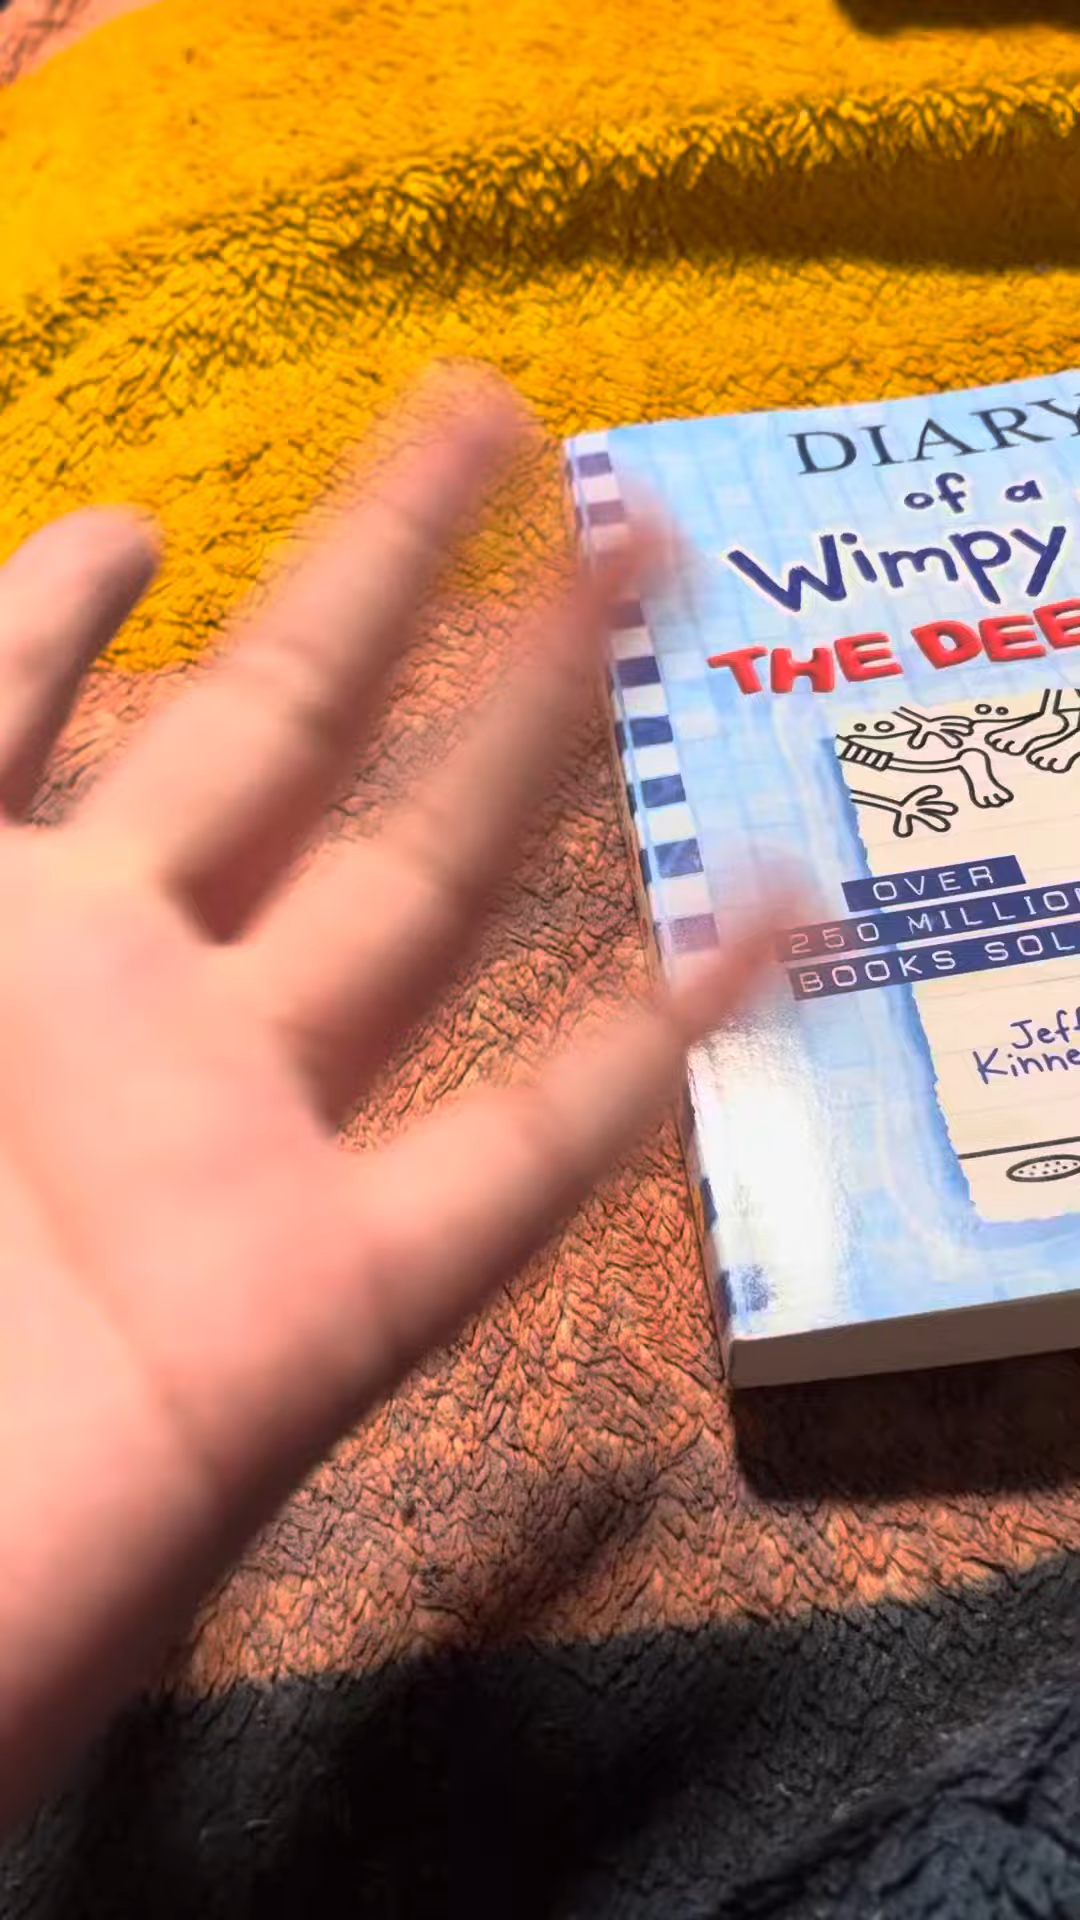 DIARY
of a
Wimpy
THE DEE
OVER
250 MILLIO
BOOKS SOL
Jeff
Kinne